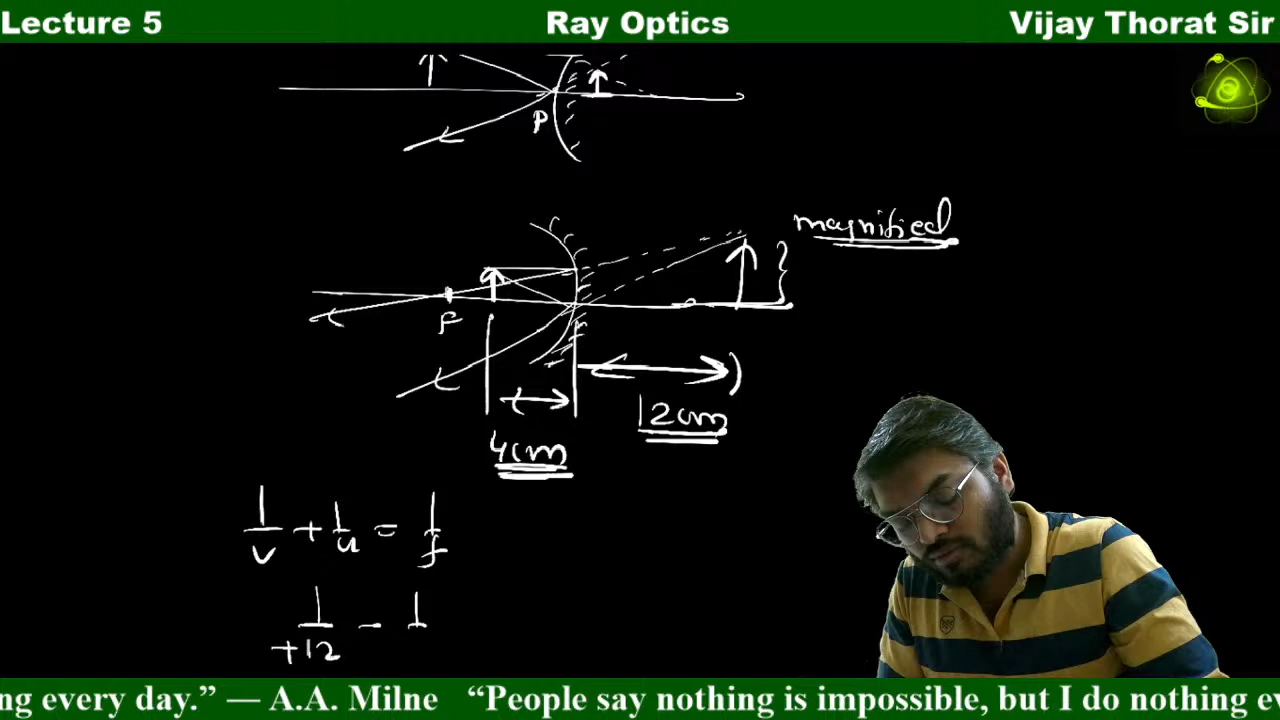 Lecture 5 Ray Optics Vijay Thorat Sir
P
magnified
F
12cm
4cm
1/v + 1/u = 1/f
1/+12 - 1
ng every day.” — A.A. Milne “People say nothing is impossible, but I do nothing ev